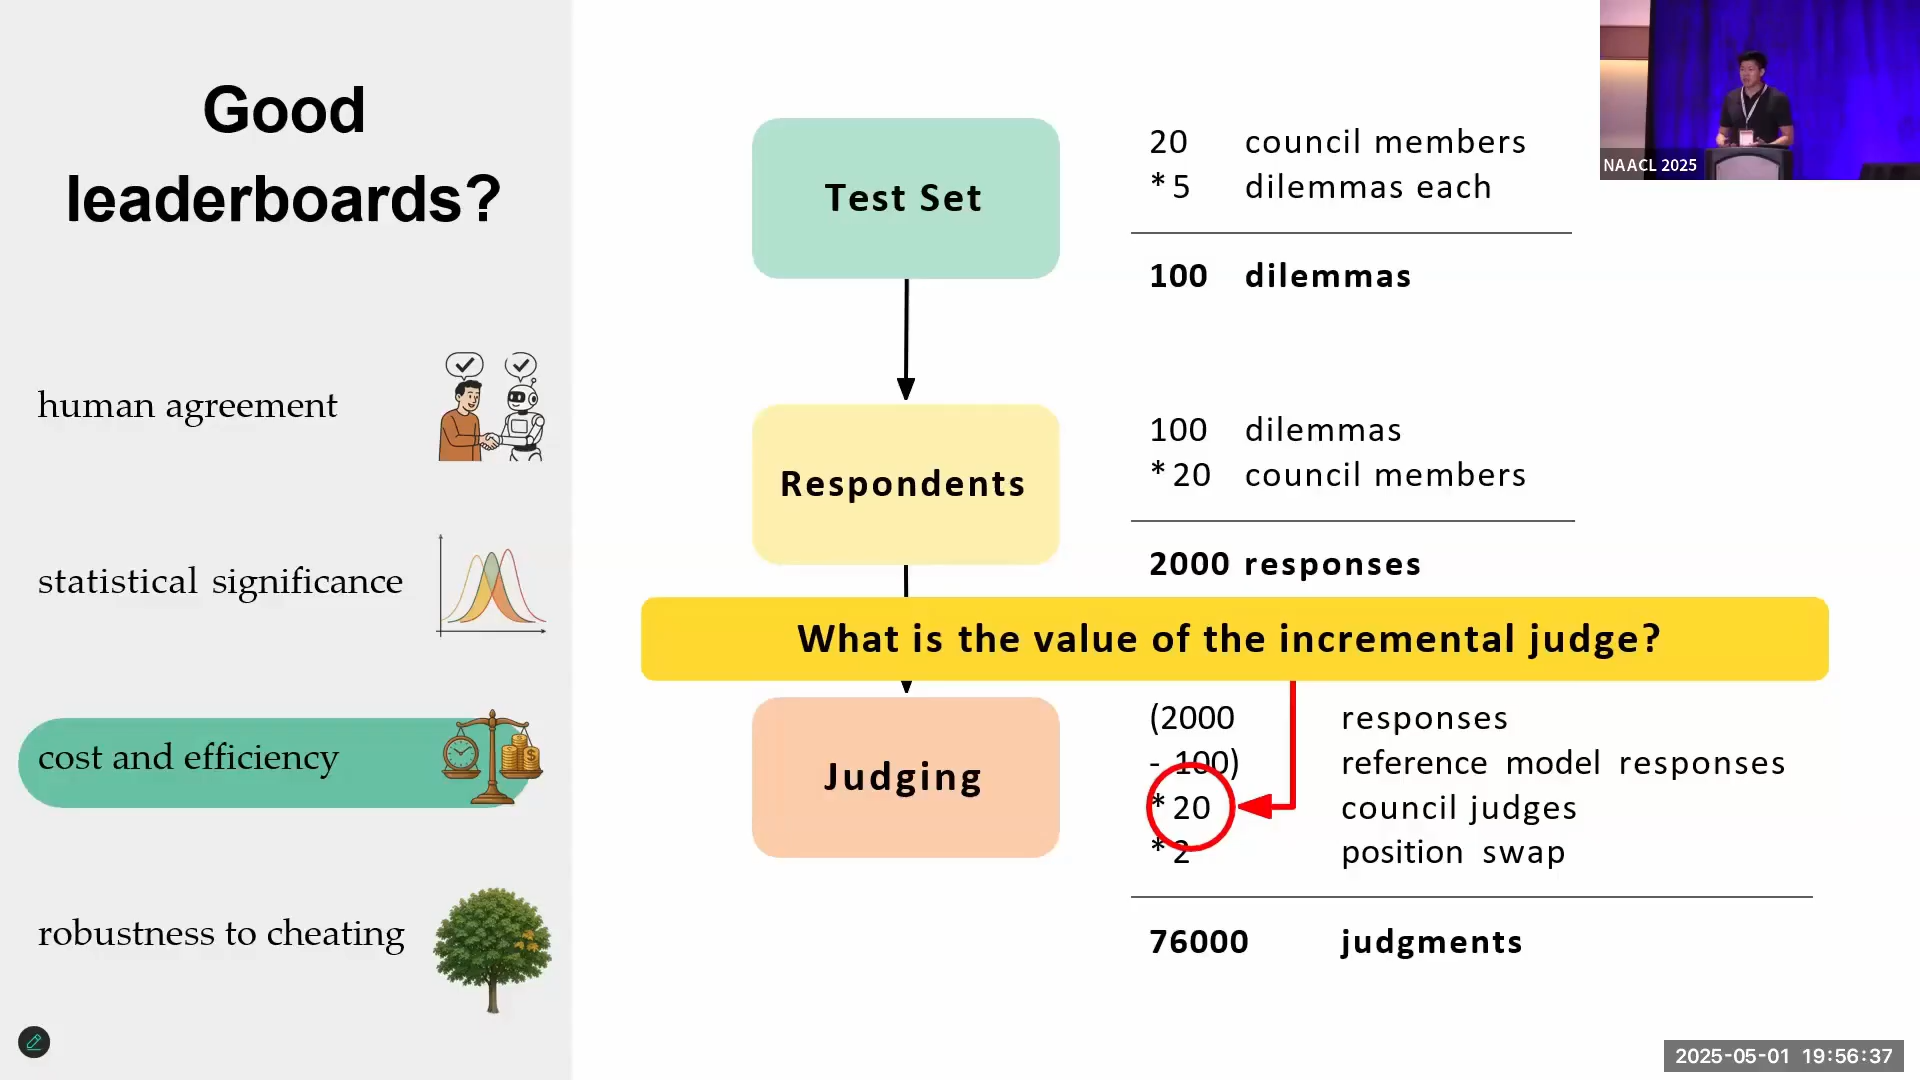 Good
leaderboards?
human agreement
statistical significance
cost and efficiency
robustness to cheating
Test Set
20 council members
* 5 dilemmas each
100 dilemmas
Respondents
100 dilemmas
* 20 council members
2000 responses
What is the value of the incremental judge?
Judging
(2000 responses
- 100) reference model responses
* 20 council judges
* 2 position swap
76000 judgments
NAACL 2025
2025-05-01 19:56:37